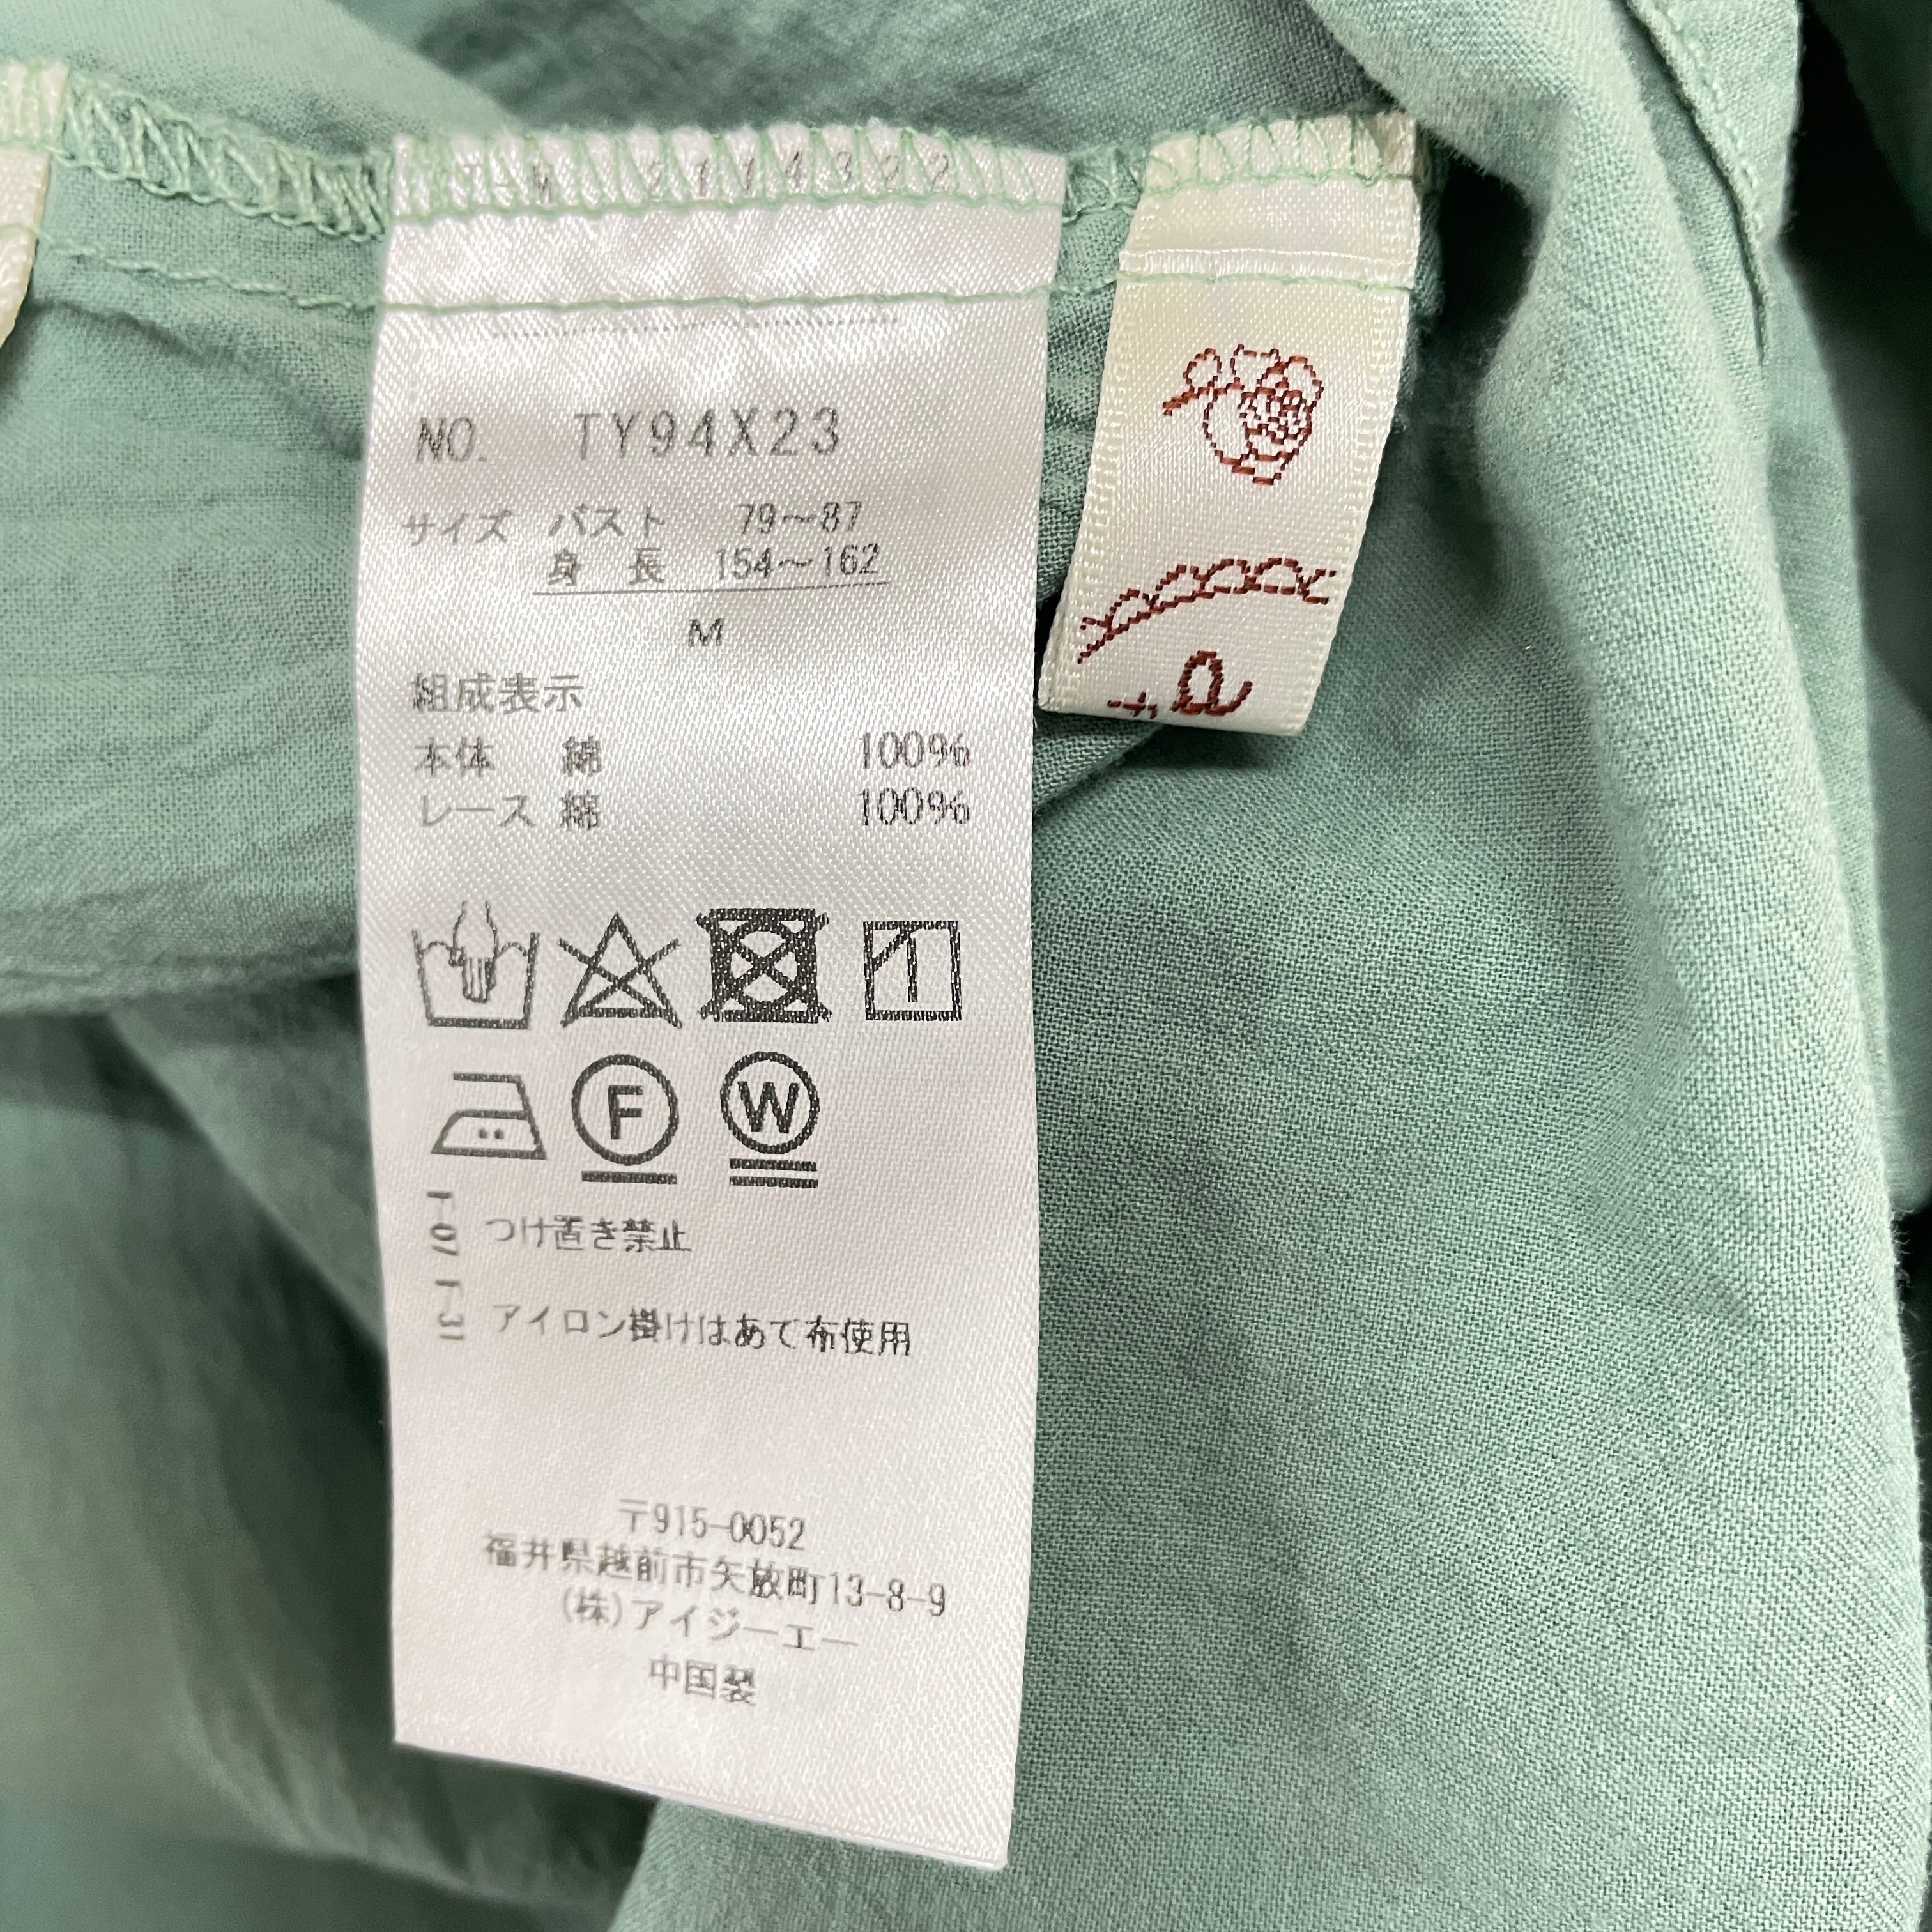 NO. TY94X23
サイズ バスト 79〜87
身長 154〜162
M
組成表示
本体 綿 100%
レース 綿 100%
F W
T-07 つけ置き禁止
T-31 アイロン掛けはあて布使用
〒915-0052
福井県越前市矢放町13-8-9
(株)アイジーエー
中国製